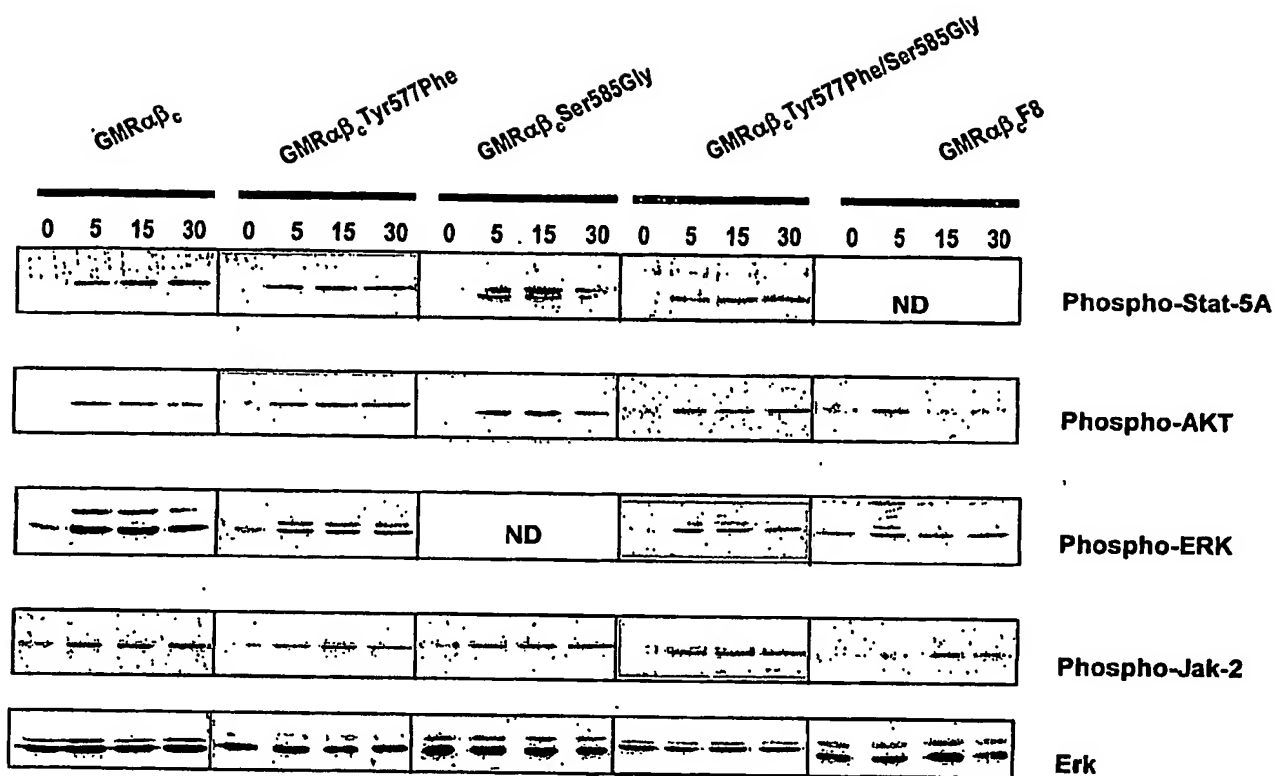 GMRαβc
GMRαβcTyr577Phe
GMRαβcSer585Gly
GMRαβcTyr577Phe/Ser585Gly
GMRαβcF8
0 5 15 30 0 5 15 30 0 5 15 30 0 5 15 30 0 5 15 30
ND
Phospho-Stat-5A
Phospho-AKT
ND
Phospho-ERK
Phospho-Jak-2
Erk